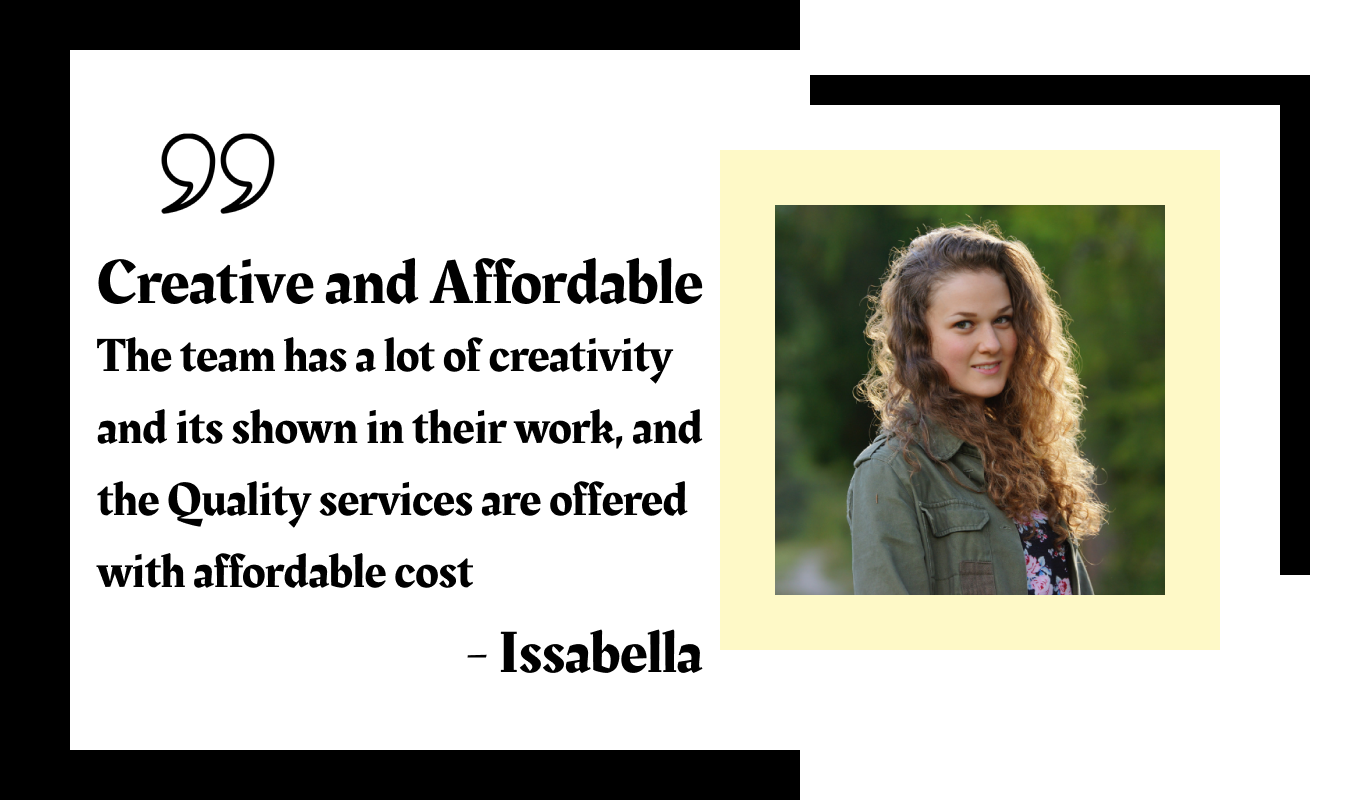 Creative and Affordable
The team has a lot of creativity
and its shown in their work, and
the Quality services are offered
with affordable cost
– Issabella